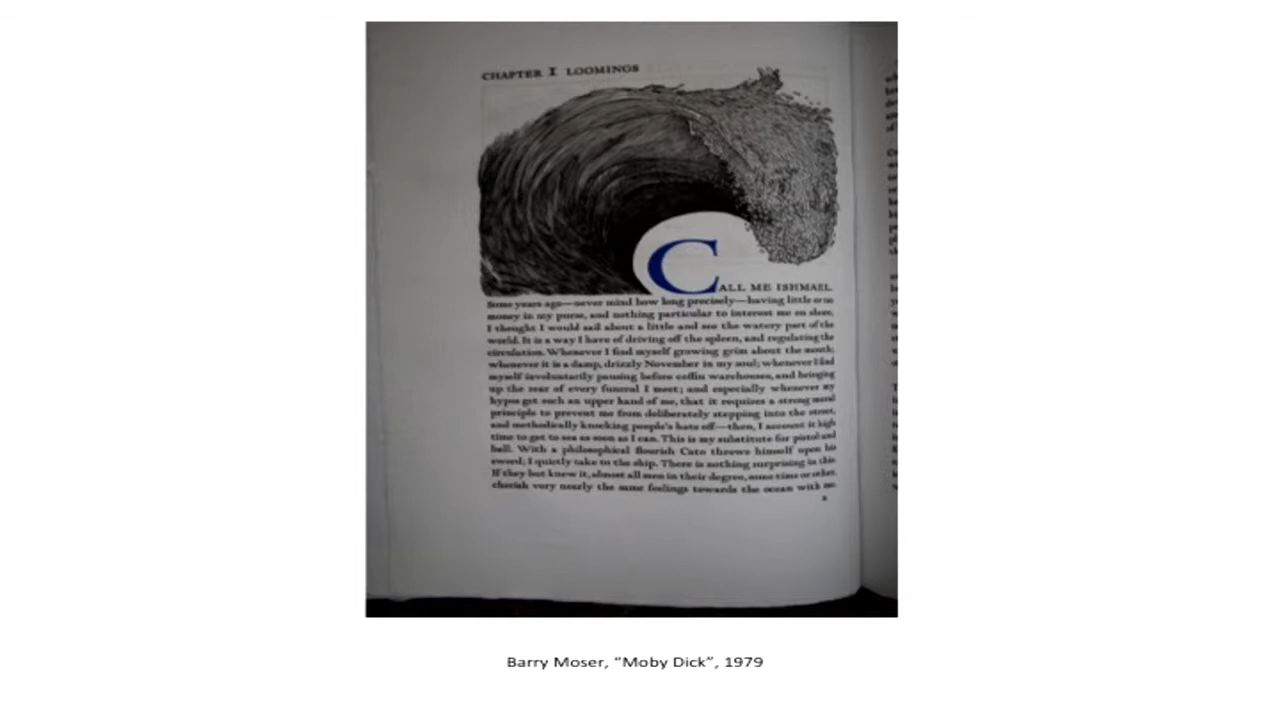 CHAPTER I LOOMINGS
CALL ME ISHMAEL.
Some years ago—never mind how long precisely—having little or no
money in my purse, and nothing particular to interest me on shore,
I thought I would sail about a little and see the watery part of the
world. It is a way I have of driving off the spleen, and regulating the
circulation. Whenever I find myself growing grim about the mouth;
whenever it is a damp, drizzly November in my soul; whenever I find
myself involuntarily pausing before coffin warehouses, and bringing
up the rear of every funeral I meet; and especially whenever my
hypos get such an upper hand of me, that it requires a strong moral
principle to prevent me from deliberately stepping into the street,
and methodically knocking people's hats off—then, I account it high
time to get to sea as soon as I can. This is my substitute for pistol and
ball. With a philosophical flourish Cato throws himself upon his
sword; I quietly take to the ship. There is nothing surprising in this.
If they but knew it, almost all men in their degree, some time or other,
cherish very nearly the same feelings towards the ocean with me.
Barry Moser, “Moby Dick”, 1979